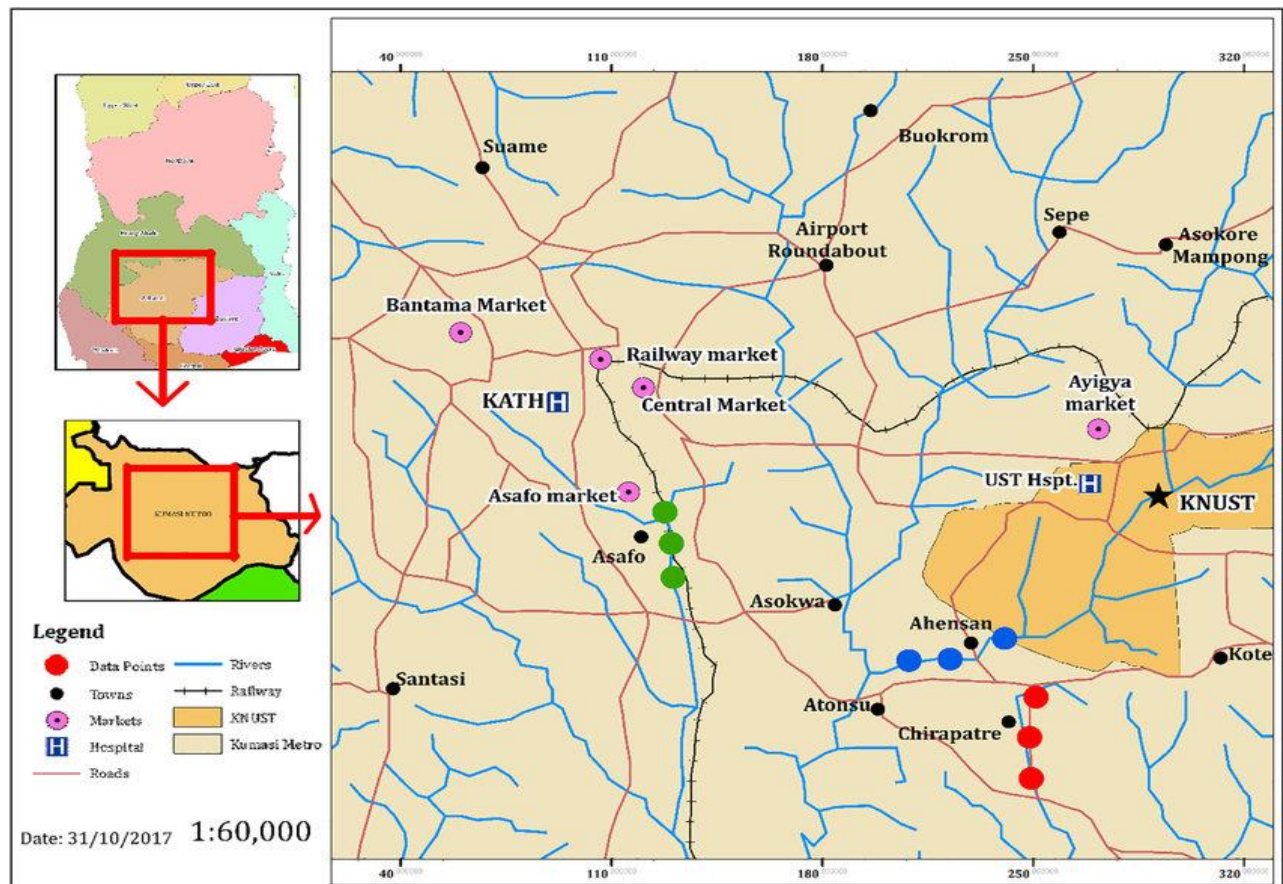 40
110
180
250
320
Suame
Buokrom
Sepe
Airport
Roundabout
Asokore
Mampong
Bantama Market
Railway market
KATH
H
Central Market
Ayigya
market
Asafo market
UST Hspt.
H
KNUST
Asafo
Asokwa
Ahensan
Kote
Santasi
Atonsu
Chirapatre
KUMASI METRO
Legend
Data Points
Rivers
Towns
Railway
Markets
KNUST
H
Hospital
Kumasi Metro
Roads
Date: 31/10/2017
1:60,000
40
110
180
250
320